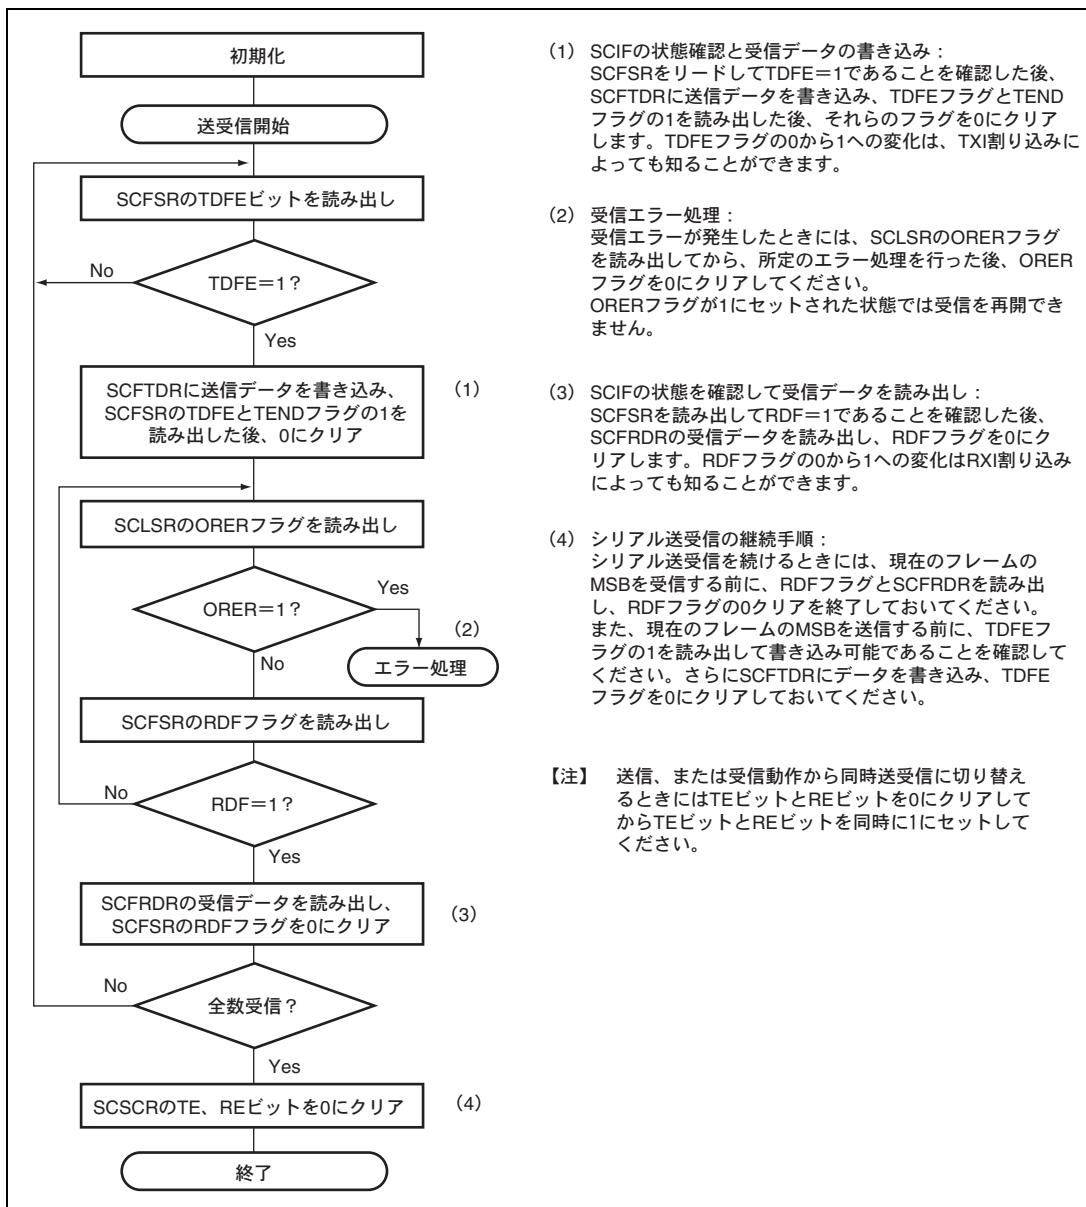 初期化
送受信開始
SCFSRのTDFEビットを読み出し
No
TDFE＝1？
Yes
SCFTDRに送信データを書き込み、
SCFSRのTDFEとTENDフラグの1を
読み出した後、0にクリア
(1)
SCLSRのORERフラグを読み出し
Yes
ORER＝1？
(2)
No
エラー処理
SCFSRのRDFフラグを読み出し
No
RDF＝1？
Yes
SCFRDRの受信データを読み出し、
SCFSRのRDFフラグを0にクリア
(3)
No
全数受信？
Yes
SCSCRのTE、REビットを0にクリア
(4)
終了
(1) SCIFの状態確認と受信データの書き込み：
SCFSRをリードしてTDFE＝1であることを確認した後、
SCFTDRに送信データを書き込み、TDFEフラグとTEND
フラグの1を読み出した後、それらのフラグを0にクリア
します。TDFEフラグの0から1への変化は、TXI割り込みに
よっても知ることができます。
(2) 受信エラー処理：
受信エラーが発生したときには、SCLSRのORERフラグ
を読み出してから、所定のエラー処理を行った後、ORER
フラグを0にクリアしてください。
ORERフラグが1にセットされた状態では受信を再開でき
ません。
(3) SCIFの状態を確認して受信データを読み出し：
SCFSRを読み出してRDF＝1であることを確認した後、
SCFRDRの受信データを読み出し、RDFフラグを0にク
リアします。RDFフラグの0から1への変化はRXI割り込み
によっても知ることができます。
(4) シリアル送受信の継続手順：
シリアル送受信を続けるときには、現在のフレームの
MSBを受信する前に、RDFフラグとSCFRDRを読み出
し、RDFフラグの0クリアを終了しておいてください。
また、現在のフレームのMSBを送信する前に、TDFEフ
ラグの1を読み出して書き込み可能であることを確認して
ください。さらにSCFTDRにデータを書き込み、TDFE
フラグを0にクリアしておいてください。
【注】 送信、または受信動作から同時送受信に切り替え
るときにはTEビットとREビットを0にクリアして
からTEビットとREビットを同時に1にセットして
ください。